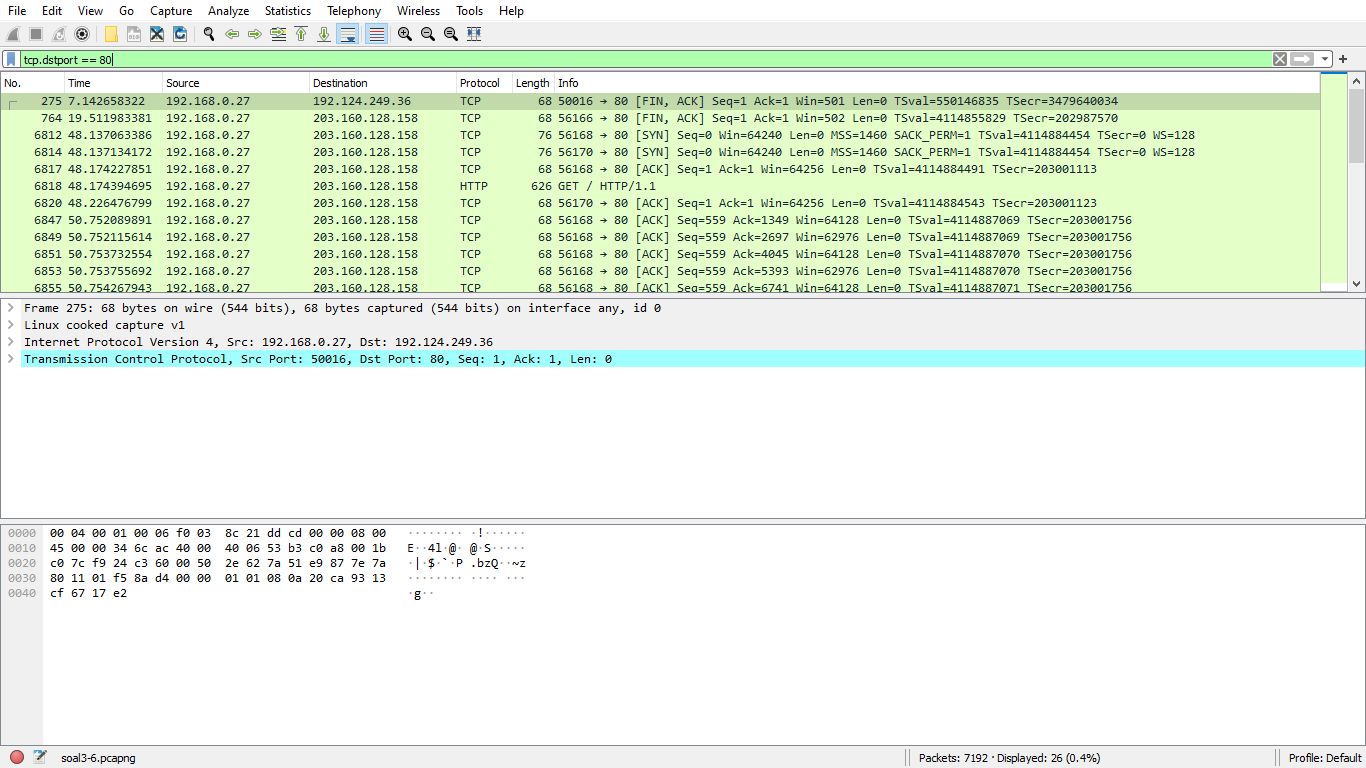 File Edit View Go Capture Analyze Statistics Telephony Wireless Tools Help
tcp.dstport == 80
No. Time Source Destination Protocol Length Info
275 7.142658322 192.168.0.27 192.124.249.36 TCP 68 50016 → 80 [FIN, ACK] Seq=1 Ack=1 Win=501 Len=0 TSval=550146835 TSecr=3479640034
764 19.511983381 192.168.0.27 203.160.128.158 TCP 68 56166 → 80 [FIN, ACK] Seq=1 Ack=1 Win=502 Len=0 TSval=4114855829 TSecr=202987570
6812 48.137063386 192.168.0.27 203.160.128.158 TCP 76 56168 → 80 [SYN] Seq=0 Win=64240 Len=0 MSS=1460 SACK_PERM=1 TSval=4114884454 TSecr=0 WS=128
6814 48.137134172 192.168.0.27 203.160.128.158 TCP 76 56170 → 80 [SYN] Seq=0 Win=64240 Len=0 MSS=1460 SACK_PERM=1 TSval=4114884454 TSecr=0 WS=128
6817 48.174227851 192.168.0.27 203.160.128.158 TCP 68 56168 → 80 [ACK] Seq=1 Ack=1 Win=64256 Len=0 TSval=4114884491 TSecr=203001113
6818 48.174394695 192.168.0.27 203.160.128.158 HTTP 626 GET / HTTP/1.1
6820 48.226476799 192.168.0.27 203.160.128.158 TCP 68 56170 → 80 [ACK] Seq=1 Ack=1 Win=64256 Len=0 TSval=4114884543 TSecr=203001123
6847 50.752089891 192.168.0.27 203.160.128.158 TCP 68 56168 → 80 [ACK] Seq=559 Ack=1349 Win=64128 Len=0 TSval=4114887069 TSecr=203001756
6849 50.752115614 192.168.0.27 203.160.128.158 TCP 68 56168 → 80 [ACK] Seq=559 Ack=2697 Win=62976 Len=0 TSval=4114887069 TSecr=203001756
6851 50.753732554 192.168.0.27 203.160.128.158 TCP 68 56168 → 80 [ACK] Seq=559 Ack=4045 Win=64128 Len=0 TSval=4114887070 TSecr=203001756
6853 50.753755692 192.168.0.27 203.160.128.158 TCP 68 56168 → 80 [ACK] Seq=559 Ack=5393 Win=62976 Len=0 TSval=4114887070 TSecr=203001756
6855 50.754267943 192.168.0.27 203.160.128.158 TCP 68 56168 → 80 [ACK] Seq=559 Ack=6741 Win=64128 Len=0 TSval=4114887071 TSecr=203001756
Frame 275: 68 bytes on wire (544 bits), 68 bytes captured (544 bits) on interface any, id 0
Linux cooked capture v1
Internet Protocol Version 4, Src: 192.168.0.27, Dst: 192.124.249.36
Transmission Control Protocol, Src Port: 50016, Dst Port: 80, Seq: 1, Ack: 1, Len: 0
0000 00 04 00 01 00 06 f0 03 8c 21 dd cd 00 00 08 00 ········ ·!······
0010 45 00 00 34 6c ac 40 00 40 06 53 b3 c0 a8 00 1b E··4l·@· @·S·····
0020 c0 7c f9 24 c3 60 00 50 2e 62 7a 51 e9 87 7e 7a ·|·$·`·P .bzQ··~z
0030 80 11 01 f5 8a d4 00 00 01 01 08 0a 20 ca 93 13 ········ ···· ···
0040 cf 67 17 e2 ·g··
soal3-6.pcapng Packets: 7192 · Displayed: 26 (0.4%) Profile: Default